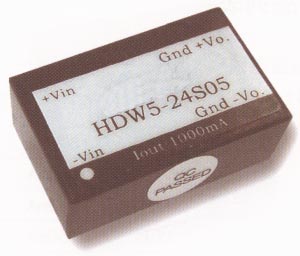 Gnd +Vo.
+Vin
HDW5-24S05
Gnd -Vo.
-Vin
Iout 1000mA
QC
PASSED